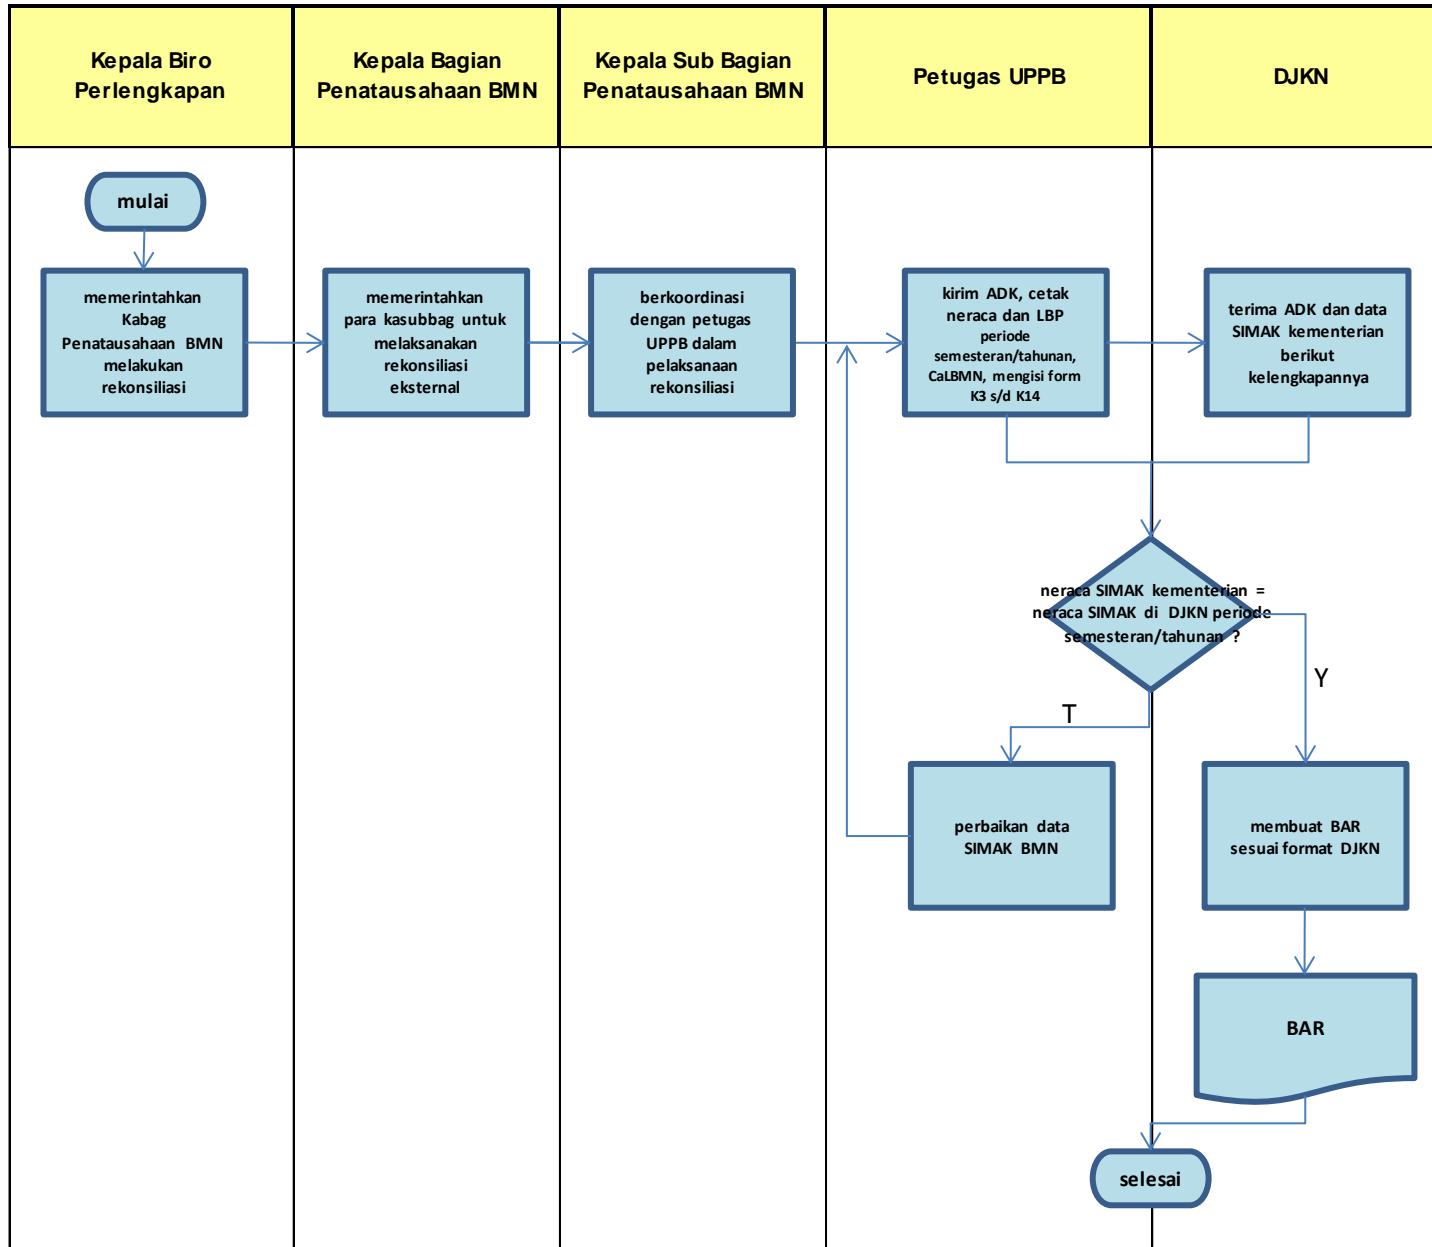 Kepala Biro
Perlengkapan
Kepala Bagian
Penatausahaan BMN
Kepala Sub Bagian
Penatausahaan BMN
Petugas UPPB
DJKN
mulai
memerintahkan
Kabag
Penatausahaan BMN
melakukan
rekonsiliasi
memerintahkan
para kasubbag untuk
melaksanakan
rekonsiliasi
eksternal
berkoordinasi
dengan petugas
UPPB dalam
pelaksanaan
rekonsiliasi
kirim ADK, cetak
neraca dan LBP
periode
semesteran/tahunan,
CaLBMN, mengisi form
K3 s/d K14
terima ADK dan data
SIMAK kementerian
berikut
kelengkapannya
neraca SIMAK kementerian =
neraca SIMAK di DJKN periode
semesteran/tahunan ?
Y
T
perbaikan data
SIMAK BMN
membuat BAR
sesuai format DJKN
BAR
selesai